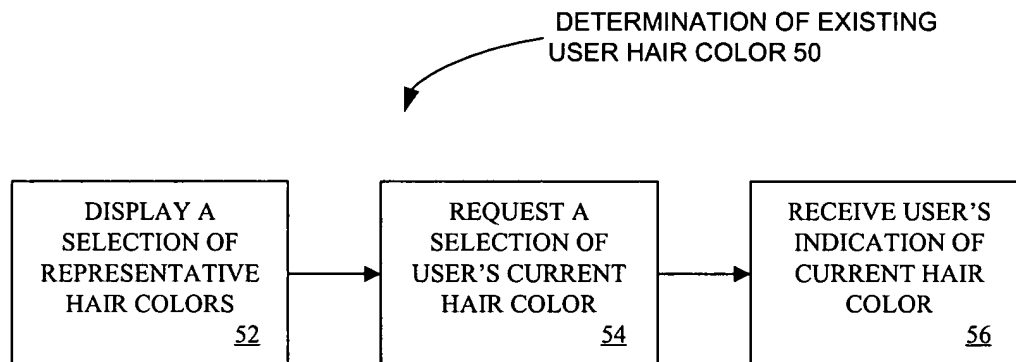 DETERMINATION OF EXISTING
USER HAIR COLOR 50
DISPLAY A
SELECTION OF
REPRESENTATIVE
HAIR COLORS
52
REQUEST A
SELECTION OF
USER'S CURRENT
HAIR COLOR
54
RECEIVE USER'S
INDICATION OF
CURRENT HAIR
COLOR
56